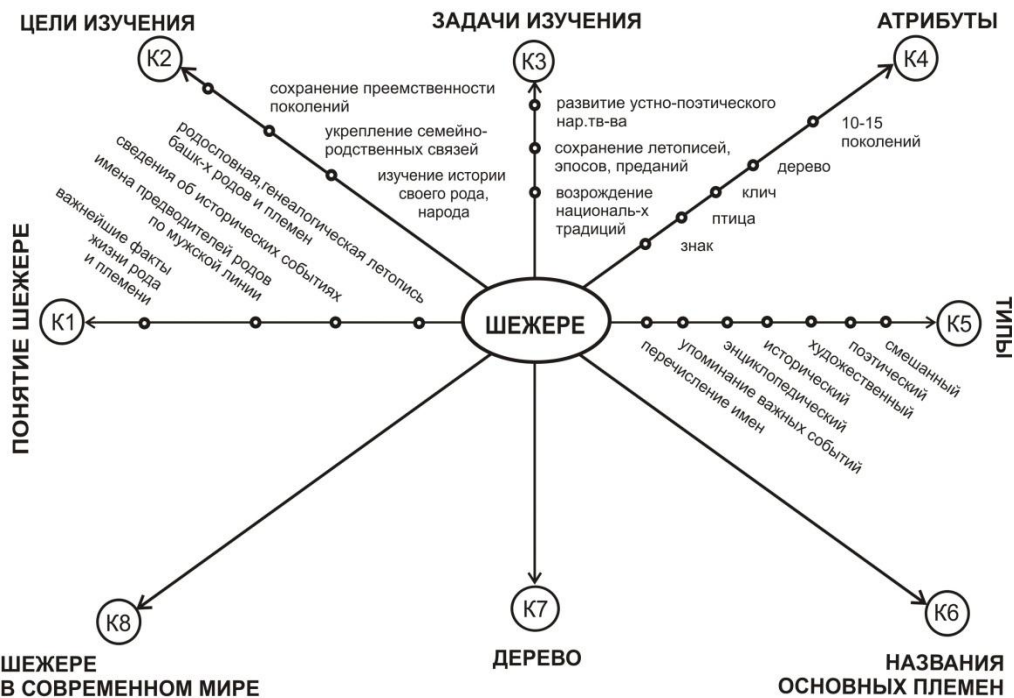 ЦЕЛИ ИЗУЧЕНИЯ
К2
сохранение преемственности
поколений
укрепление семейно-
родственных связей
изучение истории
своего рода,
народа
ЗАДАЧИ ИЗУЧЕНИЯ
К3
развитие устно-поэтического
нар.тв-ва
сохранение летописей,
эпосов, преданий
возрождение
националь-х
традиций
АТРИБУТЫ
К4
10-15
поколений
дерево
клич
птица
знак
ПОНЯТИЕ ШЕЖЕРЕ
К1
родословная,генеалогическая летопись
башк-х родов и племен
сведения об исторических событиях
имена предводителей родов
по мужской линии
важнейшие факты
жизни рода
и племени
ШЕЖЕРЕ
ТИПЫ
К5
перечисление имен
упоминание важных событий
энциклопедический
исторический
художественный
поэтический
смешанный
К8
ШЕЖЕРЕ
В СОВРЕМЕННОМ МИРЕ
К7
ДЕРЕВО
К6
НАЗВАНИЯ
ОСНОВНЫХ ПЛЕМЕН